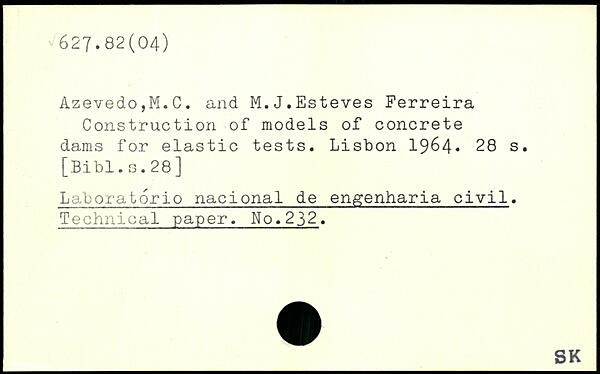 627.82(04)
Azevedo,M.C. and M.J.Esteves Ferreira
Construction of models of concrete
dams for elastic tests. Lisbon 1964. 28 s.
[Bibl.s.28]
Laboratório nacional de engenharia civil.
Technical paper. No.232.
SK